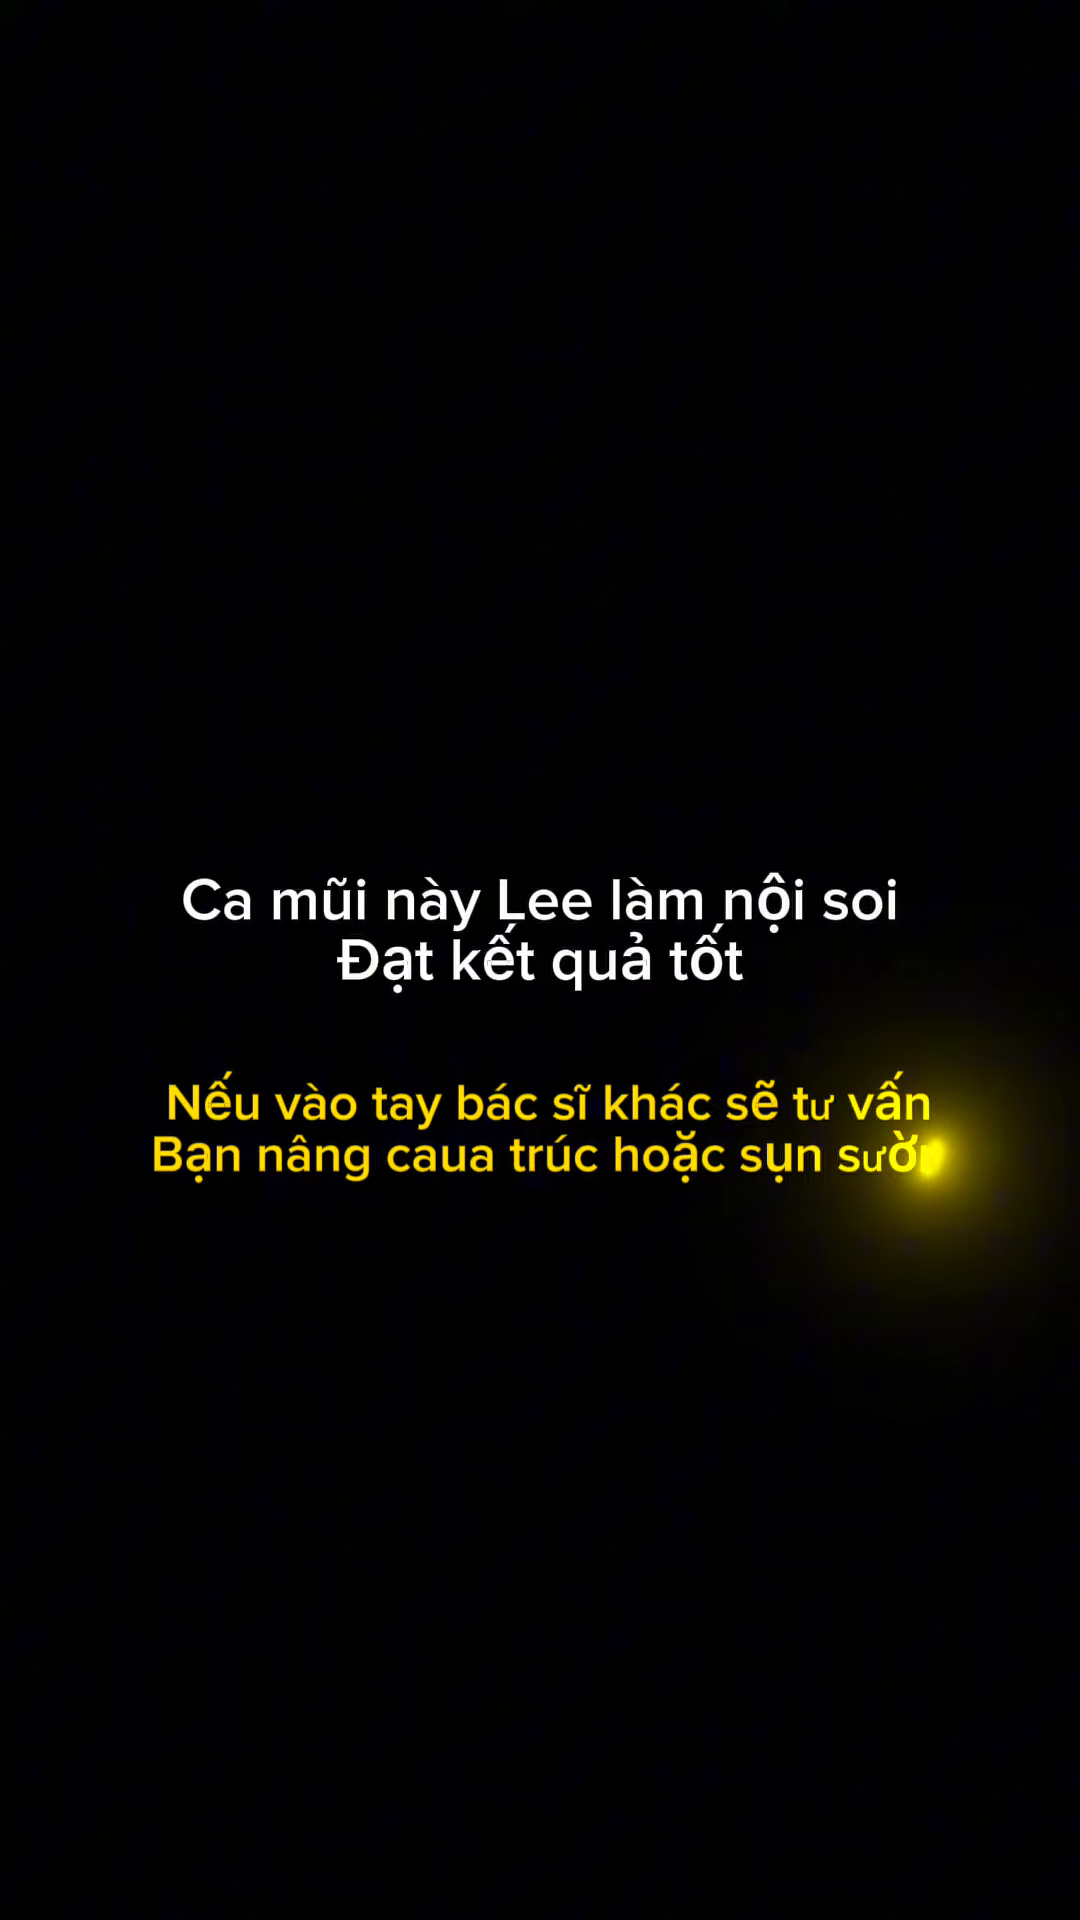 Ca mũi này Lee làm nội soi
Đạt kết quả tốt
Nếu vào tay bác sĩ khác sẽ tư vấn
Bạn nâng caua trúc hoặc sụn